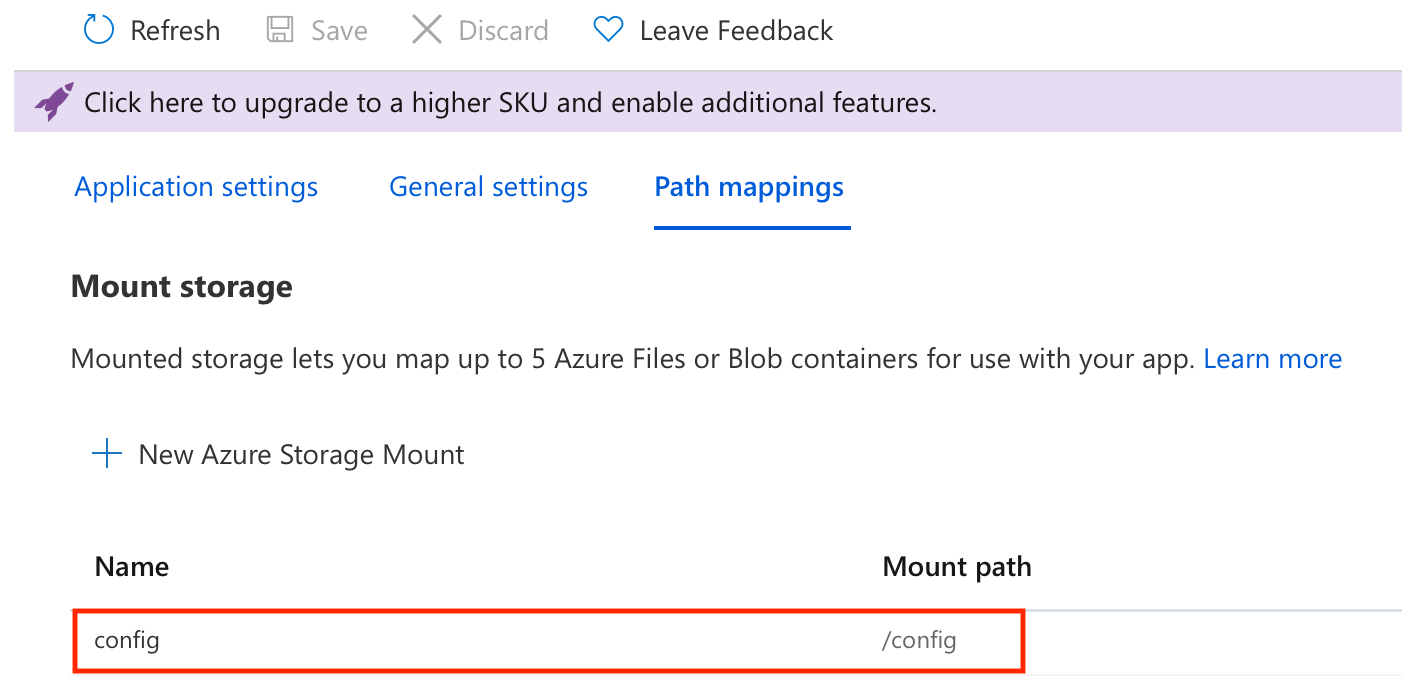 Refresh Save Discard Leave Feedback
Click here to upgrade to a higher SKU and enable additional features.
Application settings General settings Path mappings
Mount storage
Mounted storage lets you map up to 5 Azure Files or Blob containers for use with your app. Learn more
New Azure Storage Mount
Name Mount path
config /config